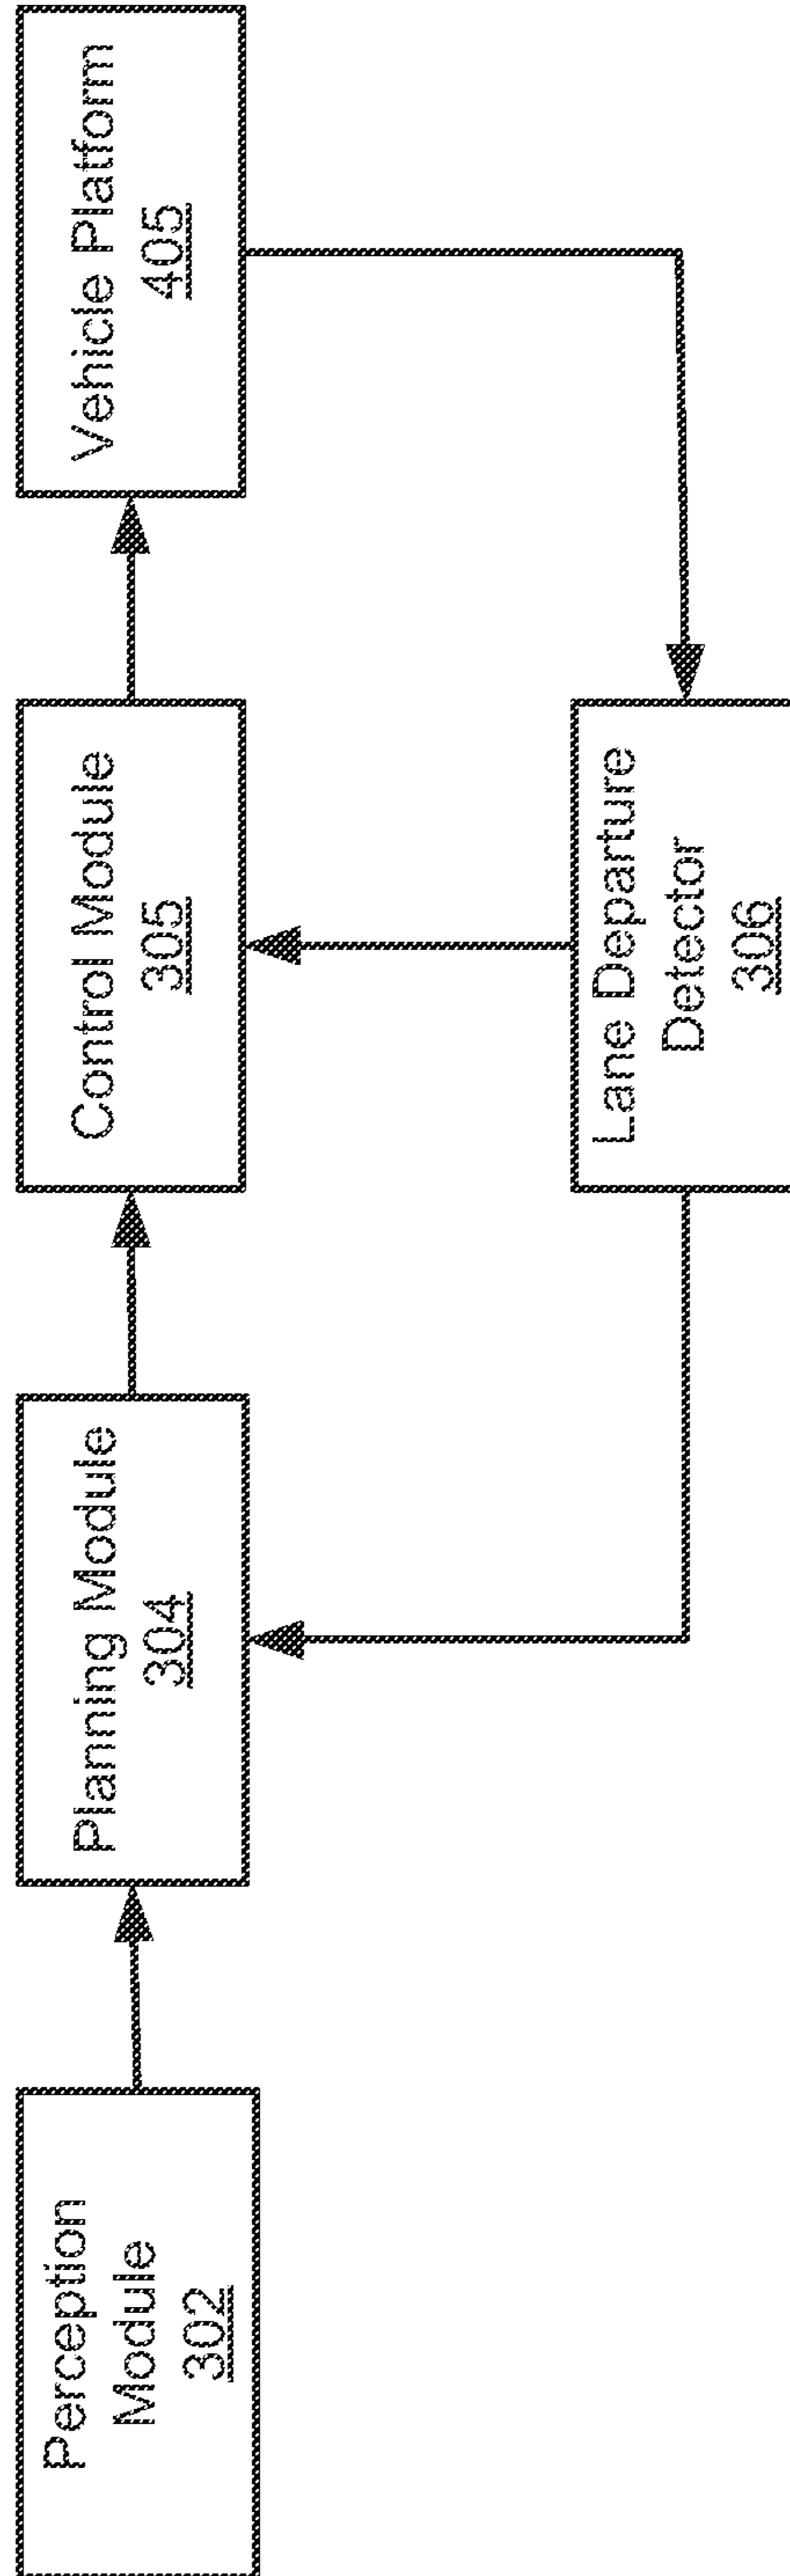 Perception
Module
302
Planning Module
304
Control Module
305
Vehicle Platform
405
Lane Departure
Detector
306